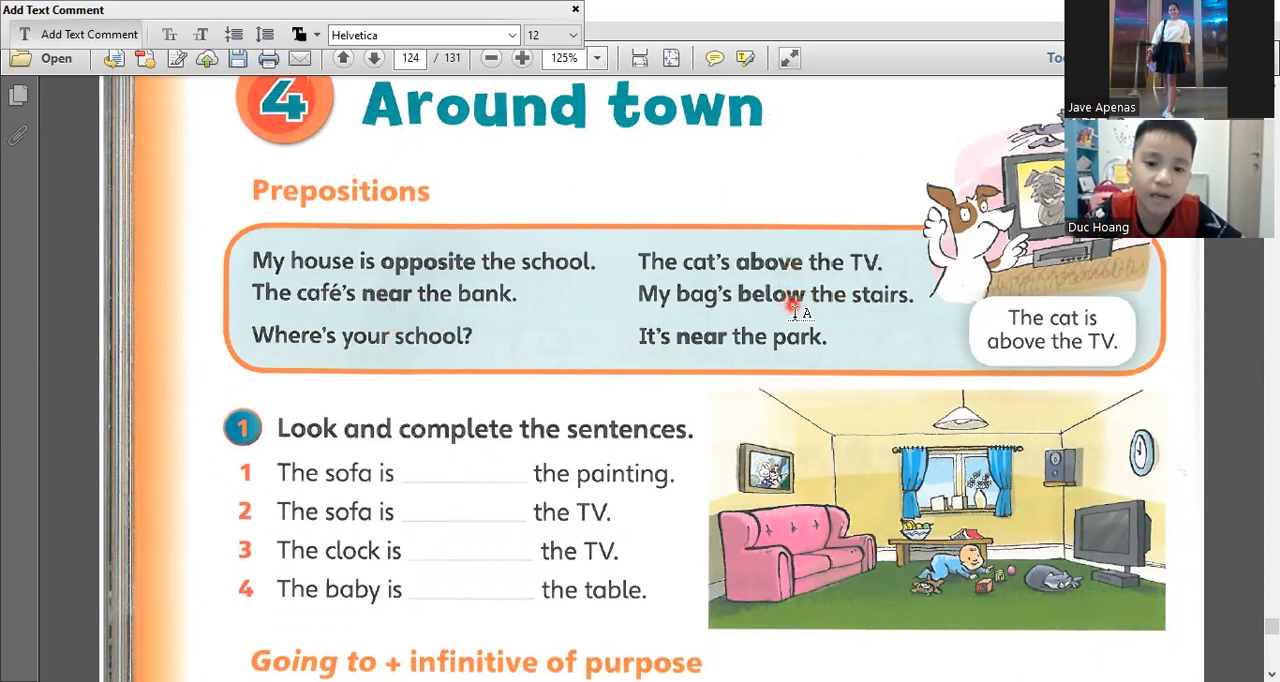 Add Text Comment
Add Text Comment
Helvetica
12
Open
124 / 131
125%
Jave Apenas
Duc Hoang
4 Around town
Prepositions
My house is opposite the school.
The café's near the bank.
Where's your school?
The cat's above the TV.
My bag's below the stairs.
It's near the park.
The cat is
above the TV.
1 Look and complete the sentences.
1 The sofa is the painting.
2 The sofa is the TV.
3 The clock is the TV.
4 The baby is the table.
Going to + infinitive of purpose